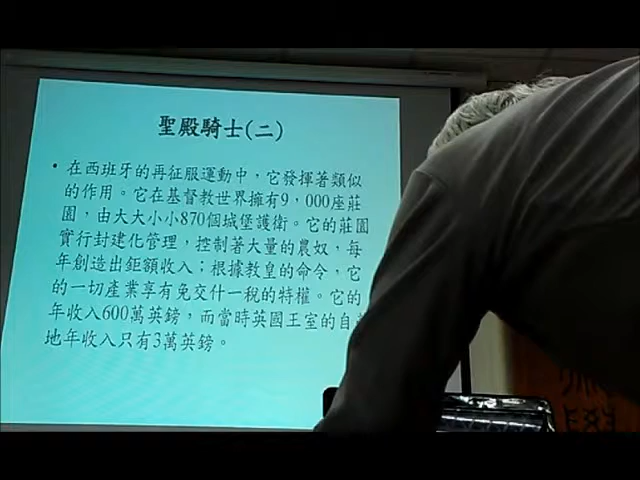 聖殿騎士(二)
• 在西班牙的再征服運動中，它發揮著類似
的作用。它在基督教世界擁有9，000座莊
園，由大大小小870個城堡護衛。它的莊園
實行封建化管理，控制著大量的農奴，每
年創造出鉅額收入；根據教皇的命令，它
的一切產業享有免交什一稅的特權。它的
年收入600萬英鎊，而當時英國王室的自
地年收入只有3萬英鎊。